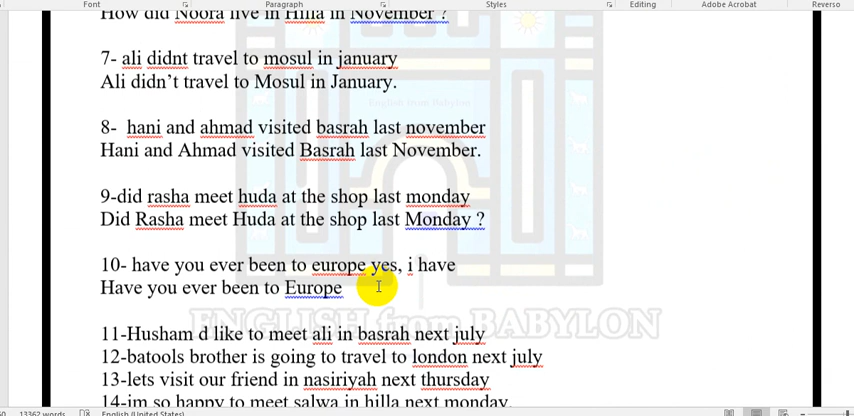 Font
Paragraph
Styles
Editing
Adobe Acrobat
Reverso
How did Noora live in Hilla in November ?
7- ali didnt travel to mosul in january
Ali didn’t travel to Mosul in January.
English from Babylon
8-  hani and ahmad visited basrah last november
Hani and Ahmad visited Basrah last November.
9-did rasha meet huda at the shop last monday
Did Rasha meet Huda at the shop last Monday ?
10- have you ever been to europe yes, i have
Have you ever been to Europe
ENGLISH from BABYLON
11-Husham d like to meet ali in basrah next july
12-batools brother is going to travel to london next july
13-lets visit our friend in nasiriyah next thursday
14-im so happy to meet salwa in hilla next monday.
13362 words
English (United States)